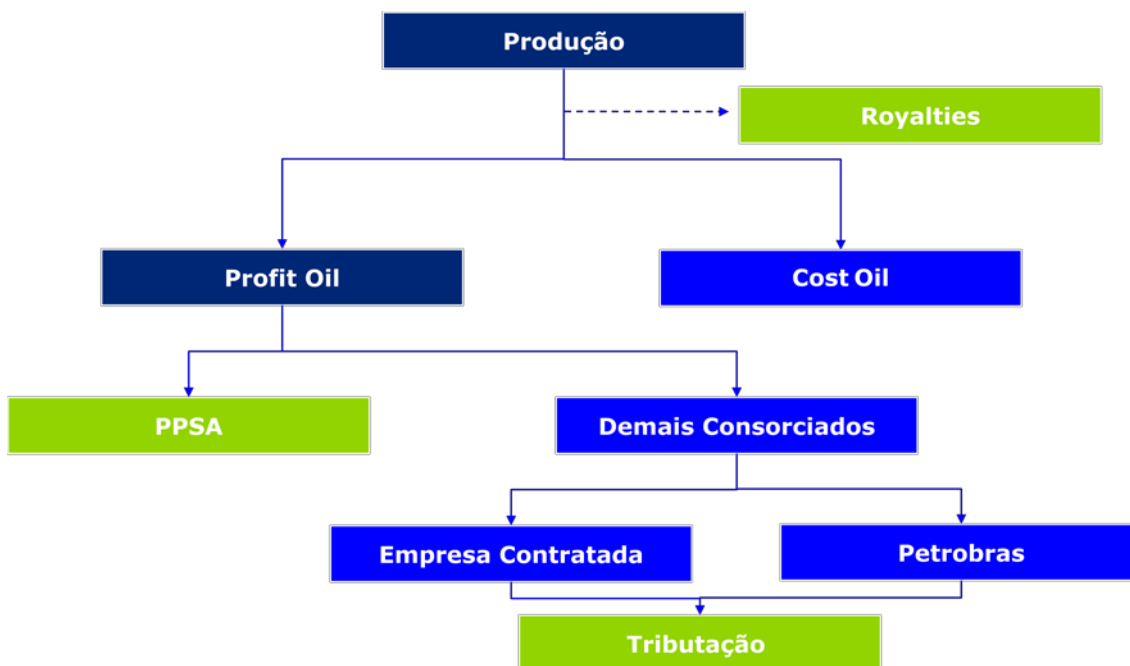 Produção
Royalties
Profit Oil
Cost Oil
PPSA
Demais Consorciados
Empresa Contratada
Petrobras
Tributação